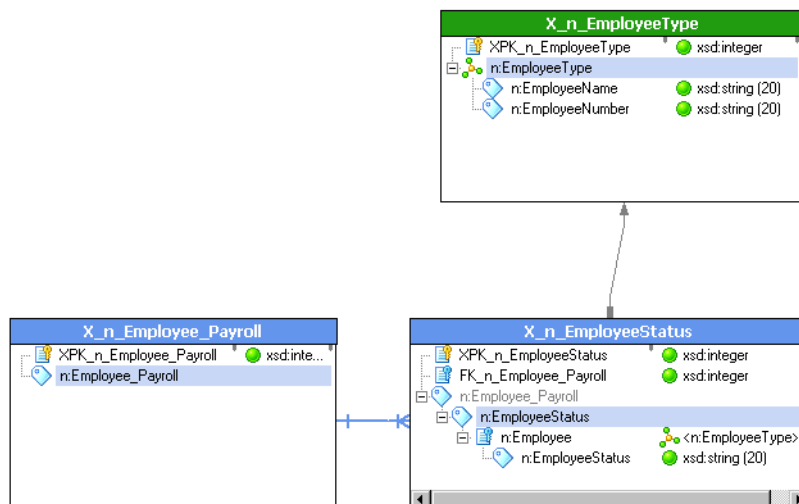 X_n_EmployeeType
XPK_n_EmployeeType xsd:integer
n:EmployeeType
n:EmployeeName xsd:string (20)
n:EmployeeNumber xsd:string (20)
X_n_Employee_Payroll
XPK_n_Employee_Payroll xsd:inte...
n:Employee_Payroll
X_n_EmployeeStatus
XPK_n_EmployeeStatus xsd:integer
FK_n_Employee_Payroll xsd:integer
n:Employee_Payroll
n:EmployeeStatus
n:Employee <n:EmployeeType>
n:EmployeeStatus xsd:string (20)